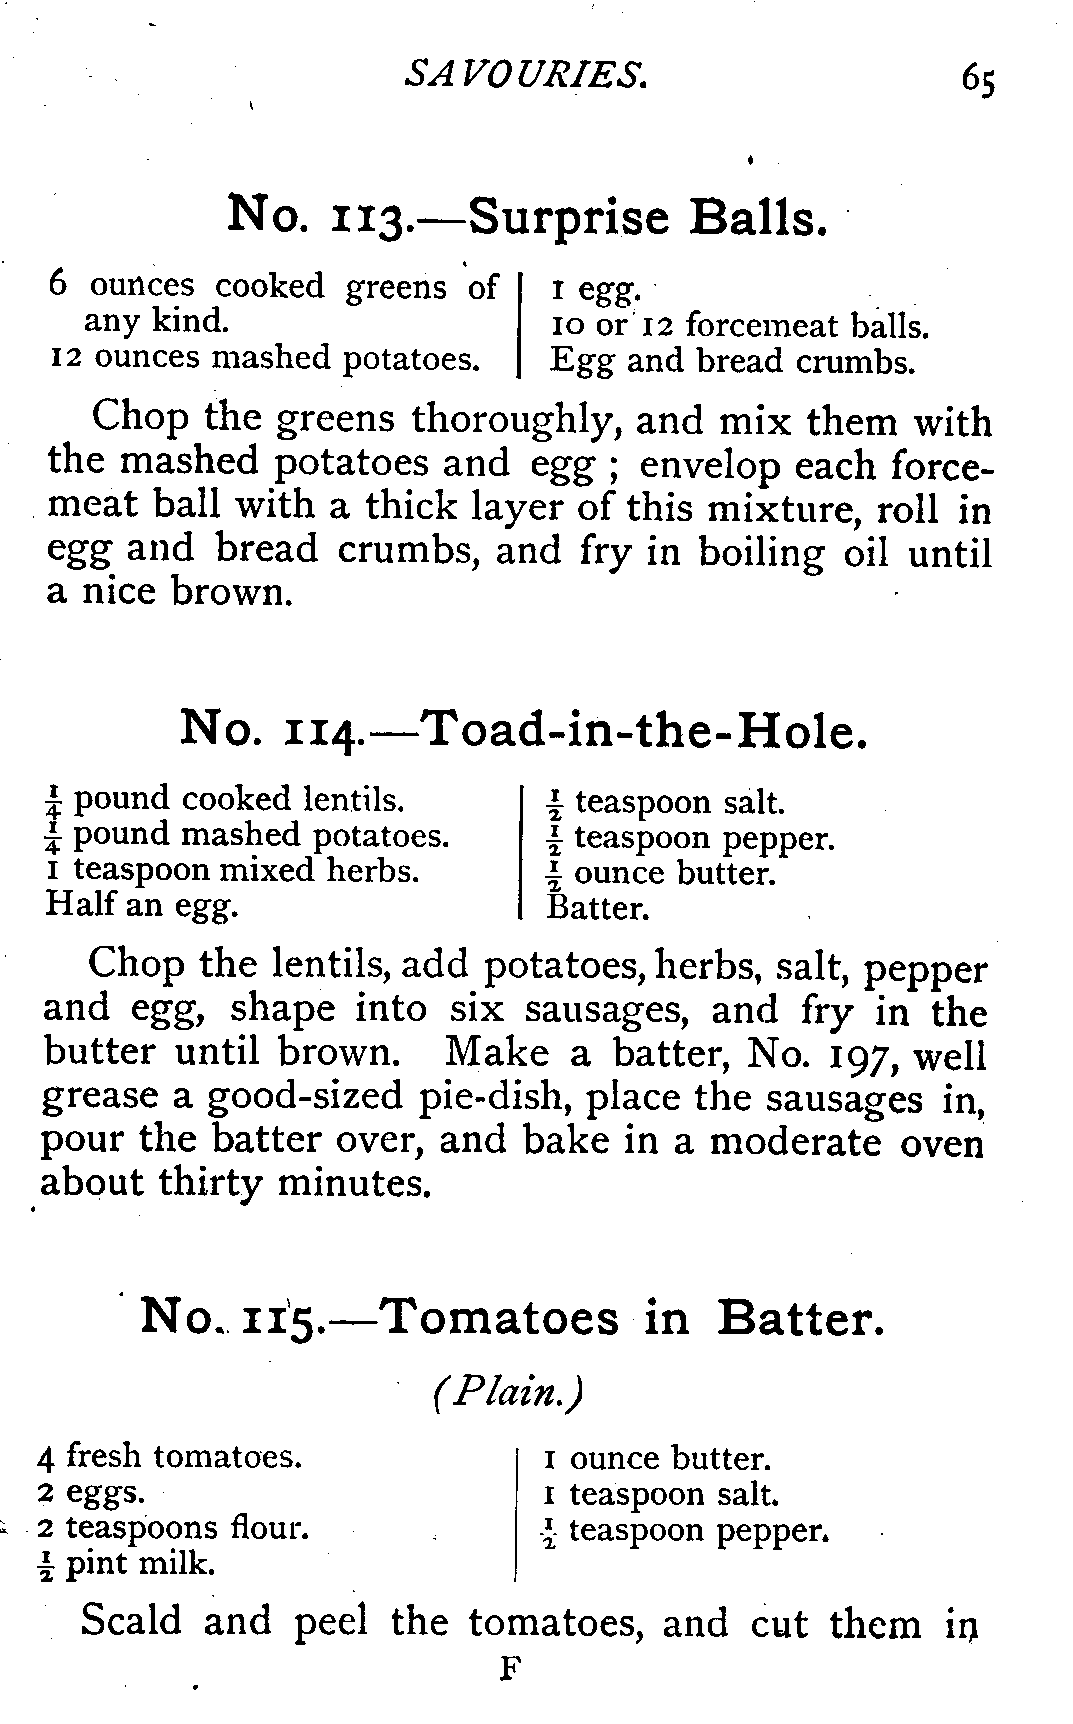 SAVOURIES. 65
No. 113.—Surprise Balls.
6 ounces cooked greens of
any kind.
12 ounces mashed potatoes.
1 egg.
10 or 12 forcemeat balls.
Egg and bread crumbs.
Chop the greens thoroughly, and mix them with
the mashed potatoes and egg ; envelop each force-
meat ball with a thick layer of this mixture, roll in
egg and bread crumbs, and fry in boiling oil until
a nice brown.
No. 114.—Toad-in-the-Hole.
¼ pound cooked lentils.
¼ pound mashed potatoes.
1 teaspoon mixed herbs.
Half an egg.
½ teaspoon salt.
½ teaspoon pepper.
½ ounce butter.
Batter.
Chop the lentils, add potatoes, herbs, salt, pepper
and egg, shape into six sausages, and fry in the
butter until brown. Make a batter, No. 197, well
grease a good-sized pie-dish, place the sausages in,
pour the batter over, and bake in a moderate oven
about thirty minutes.
No. 115.—Tomatoes in Batter.
(Plain.)
4 fresh tomatoes.
2 eggs.
2 teaspoons flour.
½ pint milk.
1 ounce butter.
1 teaspoon salt.
½ teaspoon pepper.
Scald and peel the tomatoes, and cut them in
F